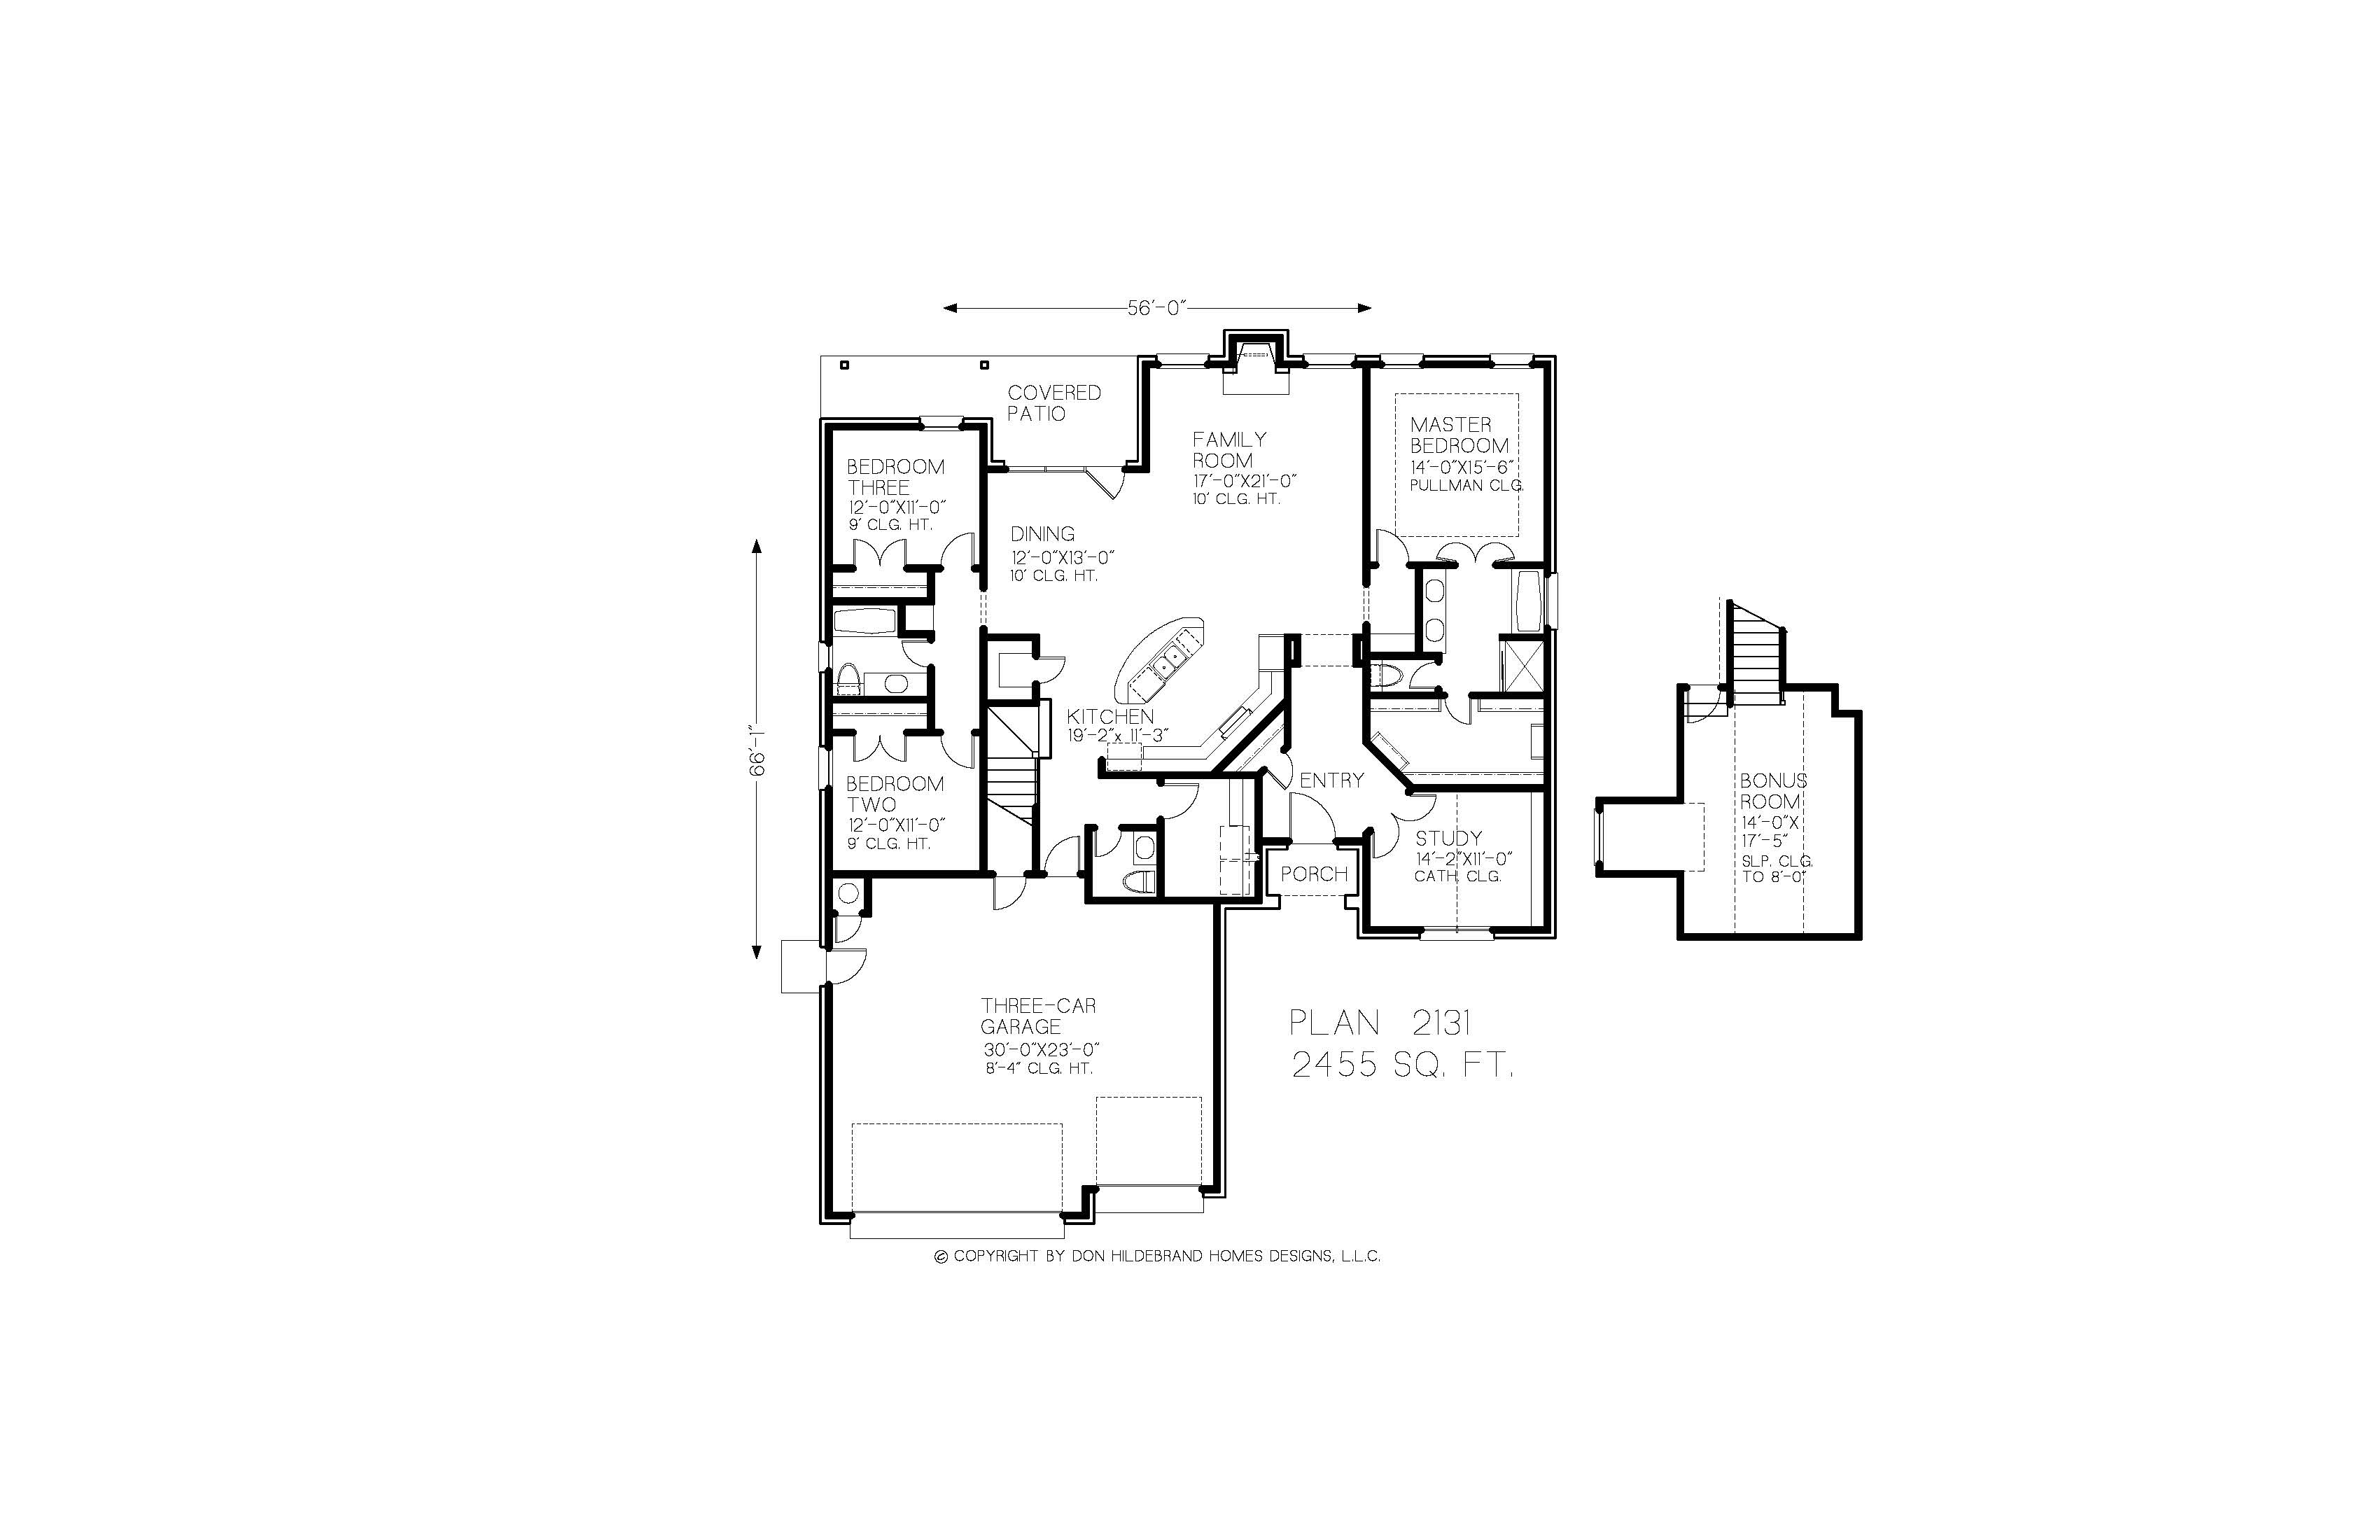 56'-0"
COVERED
PATIO
FAMILY
ROOM
17'-0"X21'-0"
10' CLG. HT.
MASTER
BEDROOM
14'-0"X15'-6"
PULLMAN CLG.
BEDROOM
THREE
12'-0"X11'-0"
9' CLG. HT.
DINING
12'-0"X13'-0"
10' CLG. HT.
66'-1"
KITCHEN
19'-2"x 11'-3"
BEDROOM
TWO
12'-0"X11'-0"
9' CLG. HT.
ENTRY
STUDY
14'-2"X11'-0"
CATH. CLG.
PORCH
BONUS
ROOM
14'-0"X
17'-5"
SLP. CLG.
TO 8'-0"
THREE-CAR
GARAGE
30'-0"X23'-0"
8'-4" CLG. HT.
PLAN 2131
2455 SQ. FT.
© COPYRIGHT BY DON HILDEBRAND HOMES DESIGNS, L.L.C.